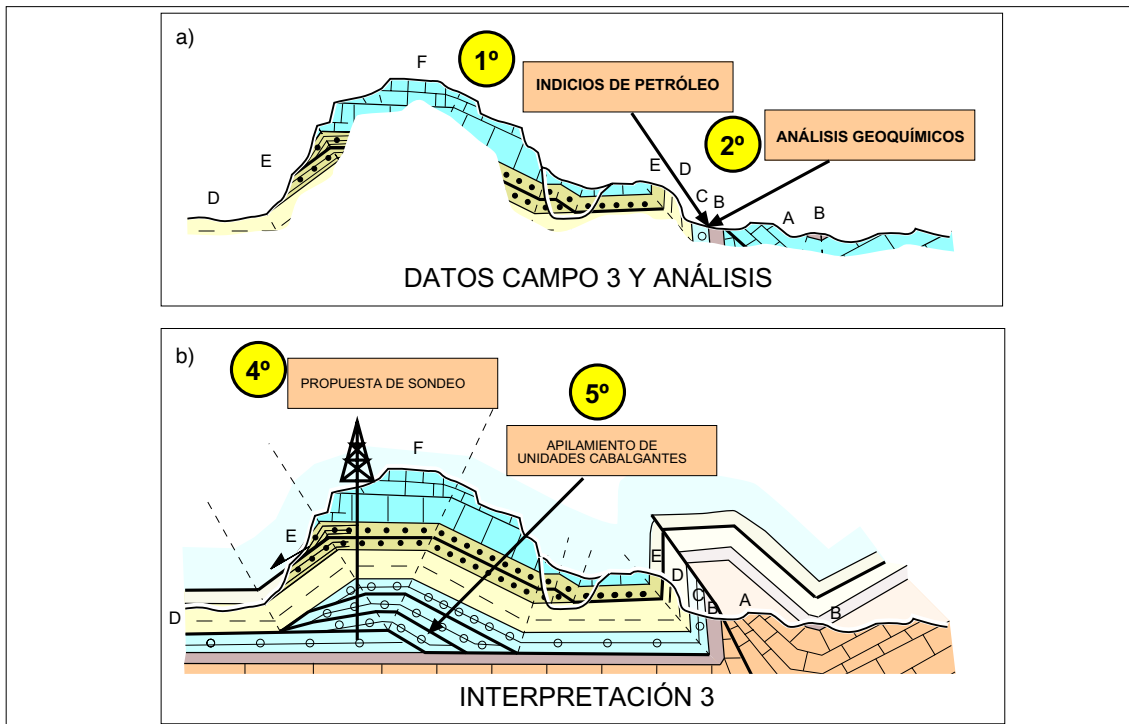 a)
F
1º
INDICIOS DE PETRÓLEO
2º
ANÁLISIS GEOQUÍMICOS
E
D
E
D
C
B
A
B
DATOS CAMPO 3 Y ANÁLISIS
b)
4º
PROPUESTA DE SONDEO
5º
APILAMIENTO DE
UNIDADES CABALGANTES
F
E
D
E
D
C
B
A
B
INTERPRETACIÓN 3